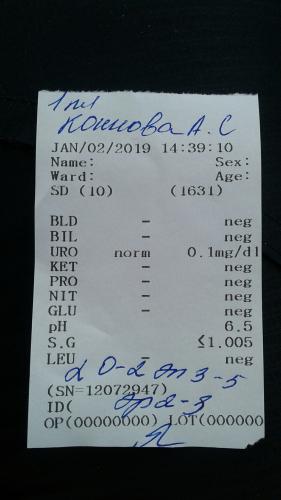 Коннова А. С
JAN/02/2019 14:39:10
Name: Sex:
Ward: Age:
SD (10) (1631)
BLD - neg
BIL - neg
URO norm 0.1mg/dl
KET - neg
PRO - neg
NIT - neg
GLU - neg
pH 6.5
S.G ≤1.005
LEU - neg
(SN=12072947)
ID(
OP(00000000) LOT(000000